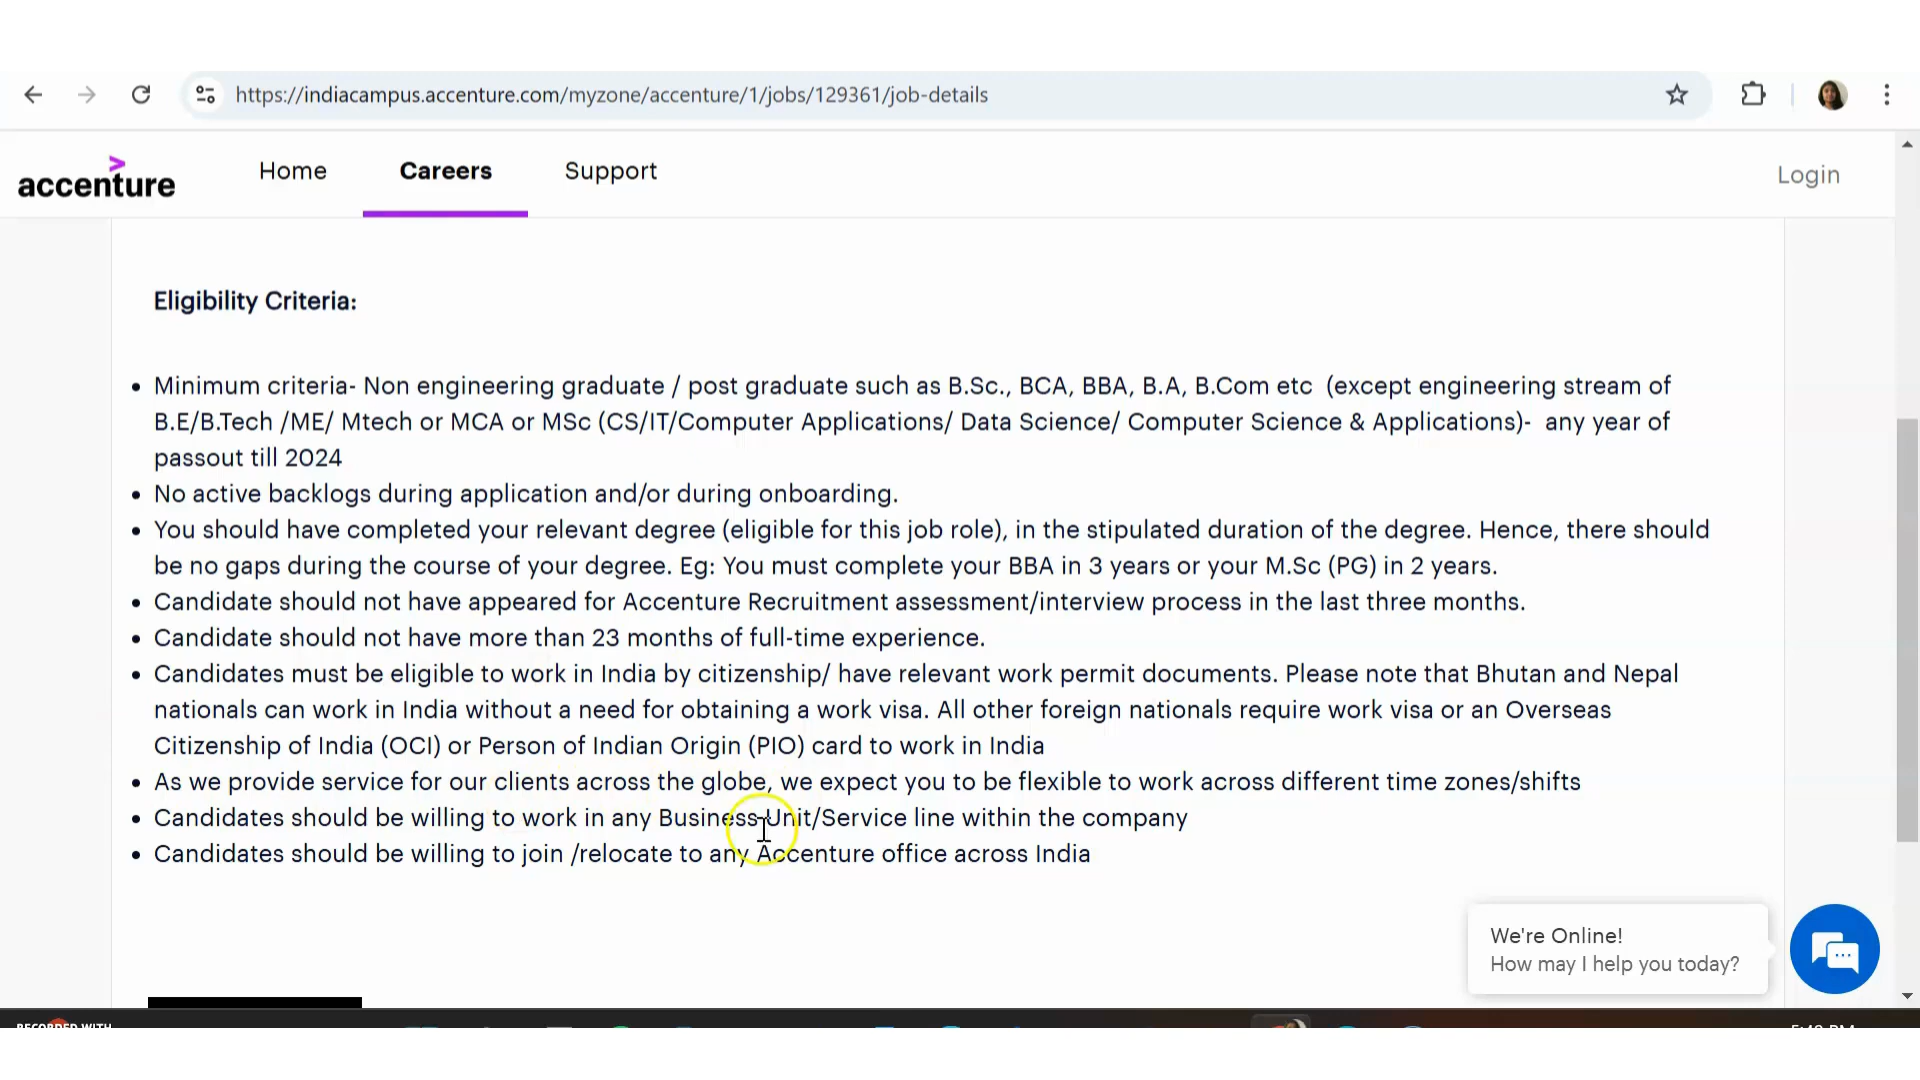 https://indiacampus.accenture.com/myzone/accenture/1/jobs/129361/job-details
accenture
Home
Careers
Support
Login
Eligibility Criteria:
• Minimum criteria- Non engineering graduate / post graduate such as B.Sc., BCA, BBA, B.A, B.Com etc (except engineering stream of
B.E/B.Tech /ME/ Mtech or MCA or MSc (CS/IT/Computer Applications/ Data Science/ Computer Science & Applications)- any year of
passout till 2024
• No active backlogs during application and/or during onboarding.
• You should have completed your relevant degree (eligible for this job role), in the stipulated duration of the degree. Hence, there should
be no gaps during the course of your degree. Eg: You must complete your BBA in 3 years or your M.Sc (PG) in 2 years.
• Candidate should not have appeared for Accenture Recruitment assessment/interview process in the last three months.
• Candidate should not have more than 23 months of full-time experience.
• Candidates must be eligible to work in India by citizenship/ have relevant work permit documents. Please note that Bhutan and Nepal
nationals can work in India without a need for obtaining a work visa. All other foreign nationals require work visa or an Overseas
Citizenship of India (OCI) or Person of Indian Origin (PIO) card to work in India
• As we provide service for our clients across the globe, we expect you to be flexible to work across different time zones/shifts
• Candidates should be willing to work in any Business Unit/Service line within the company
• Candidates should be willing to join /relocate to any Accenture office across India
We're Online!
How may I help you today?
RECORDED WITH